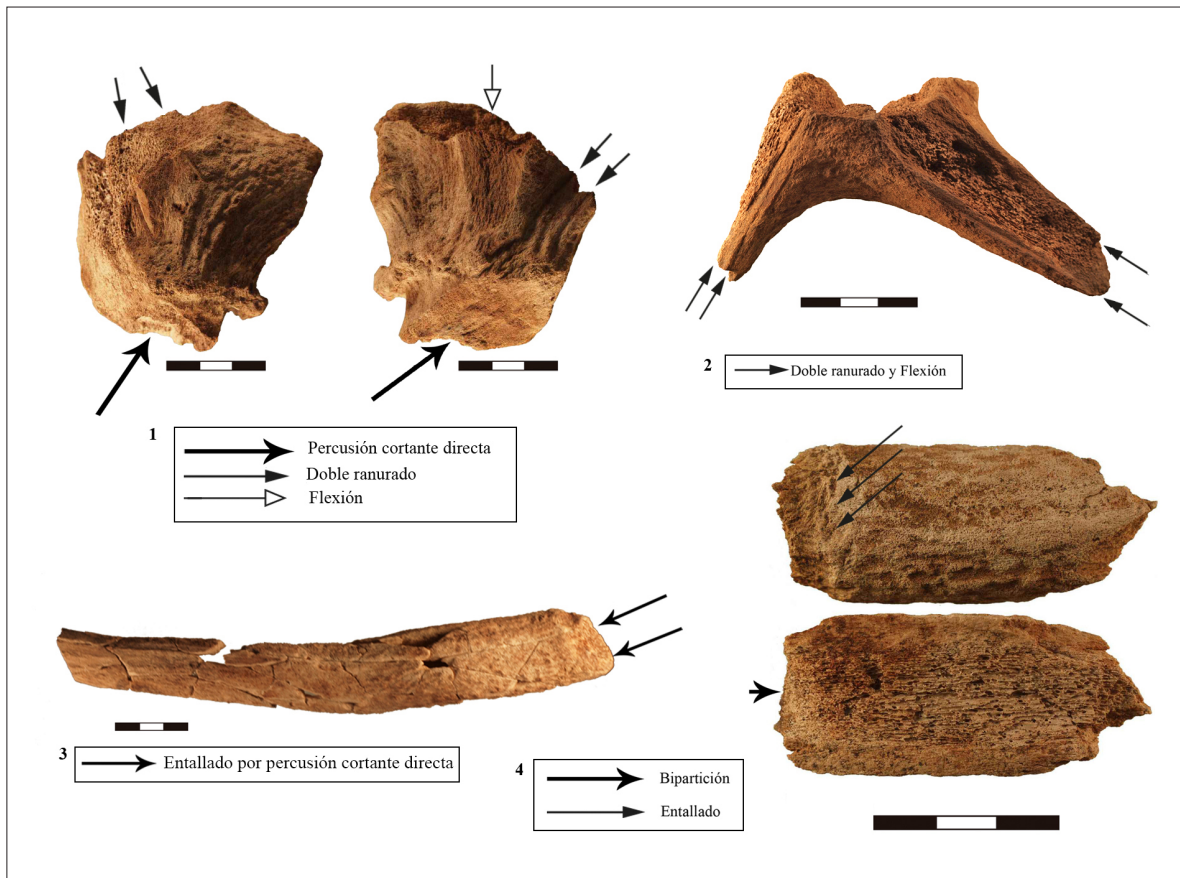 1
Percusión cortante directa
Doble ranurado
Flexión
2
Doble ranurado y Flexión
3
Entallado por percusión cortante directa
4
Bipartición
Entallado